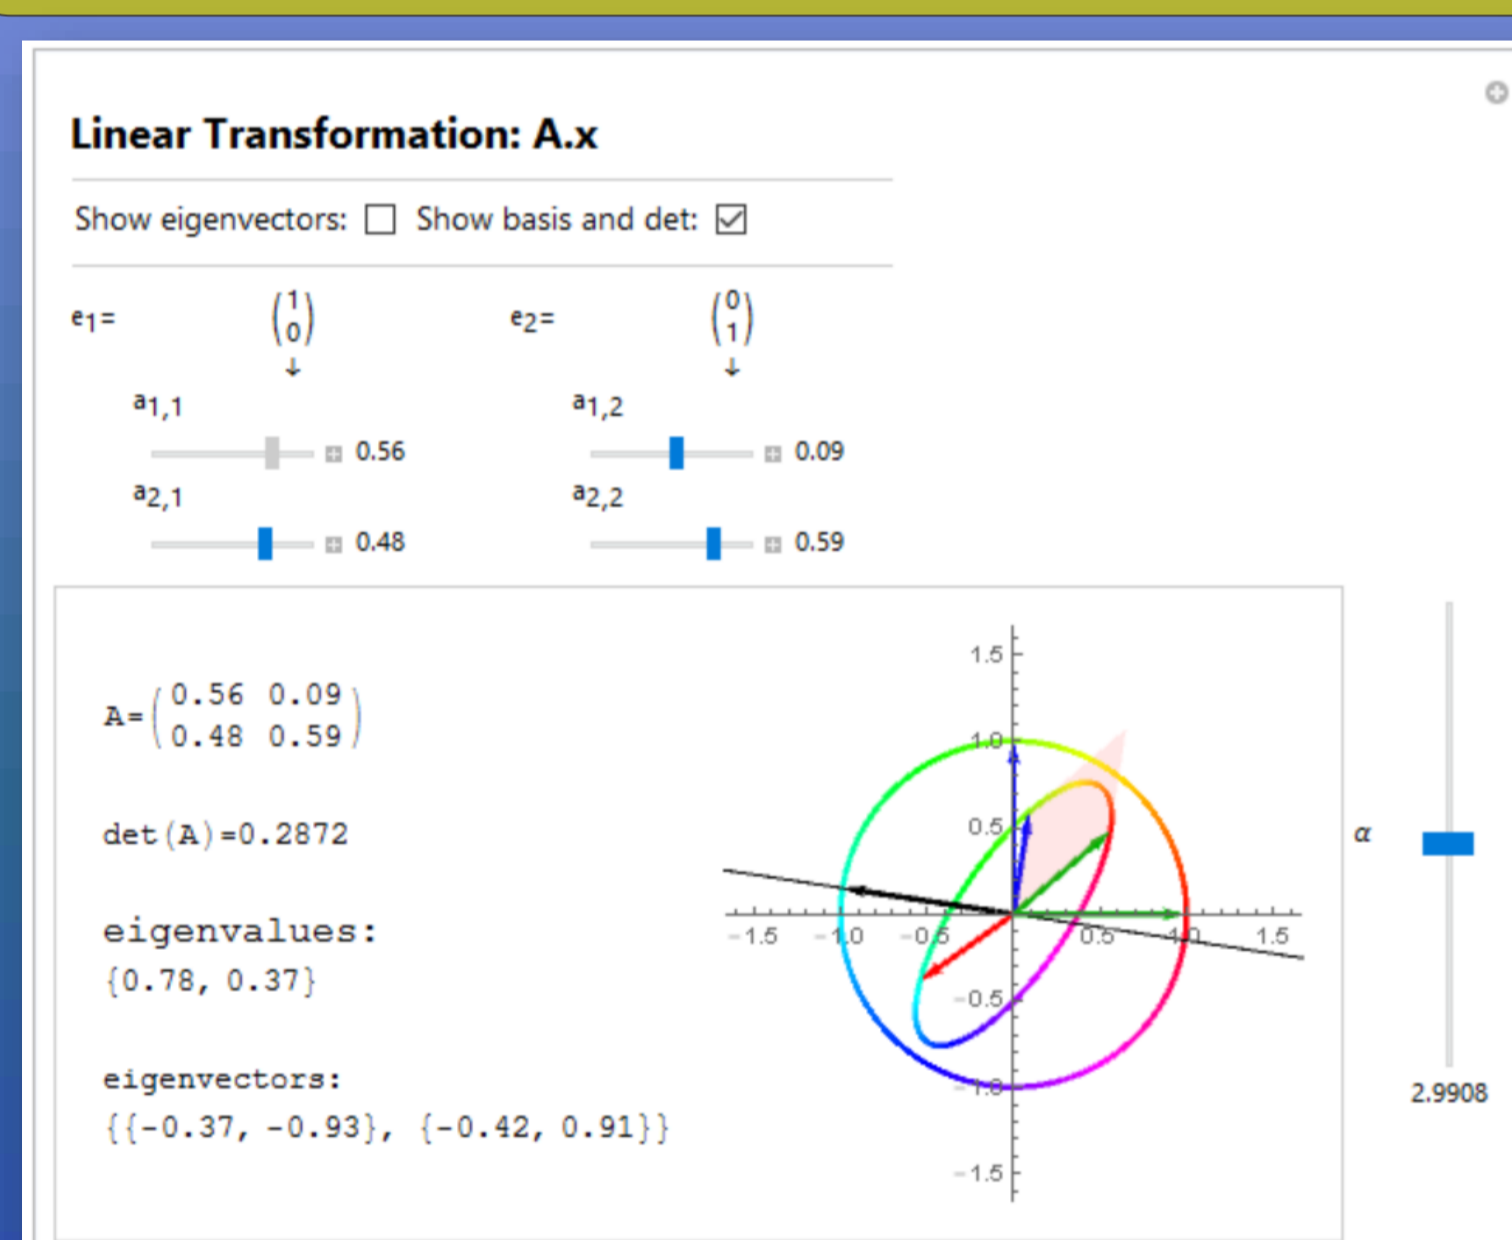 Linear Transformation: A.x
Show eigenvectors: Show basis and det:
e1= (1 0) e2= (0 1)
↓ ↓
a1,1 a1,2
0.56 0.09
a2,1 a2,2
0.48 0.59
A=(0.56 0.09
0.48 0.59)
det(A)=0.2872
eigenvalues:
{0.78, 0.37}
eigenvectors:
{{-0.37, -0.93}, {-0.42, 0.91}}
1.5
1.0
0.5
-1.5 -1.0 -0.5 0.5 1.0 1.5
-0.5
-1.0
-1.5
α
2.9908